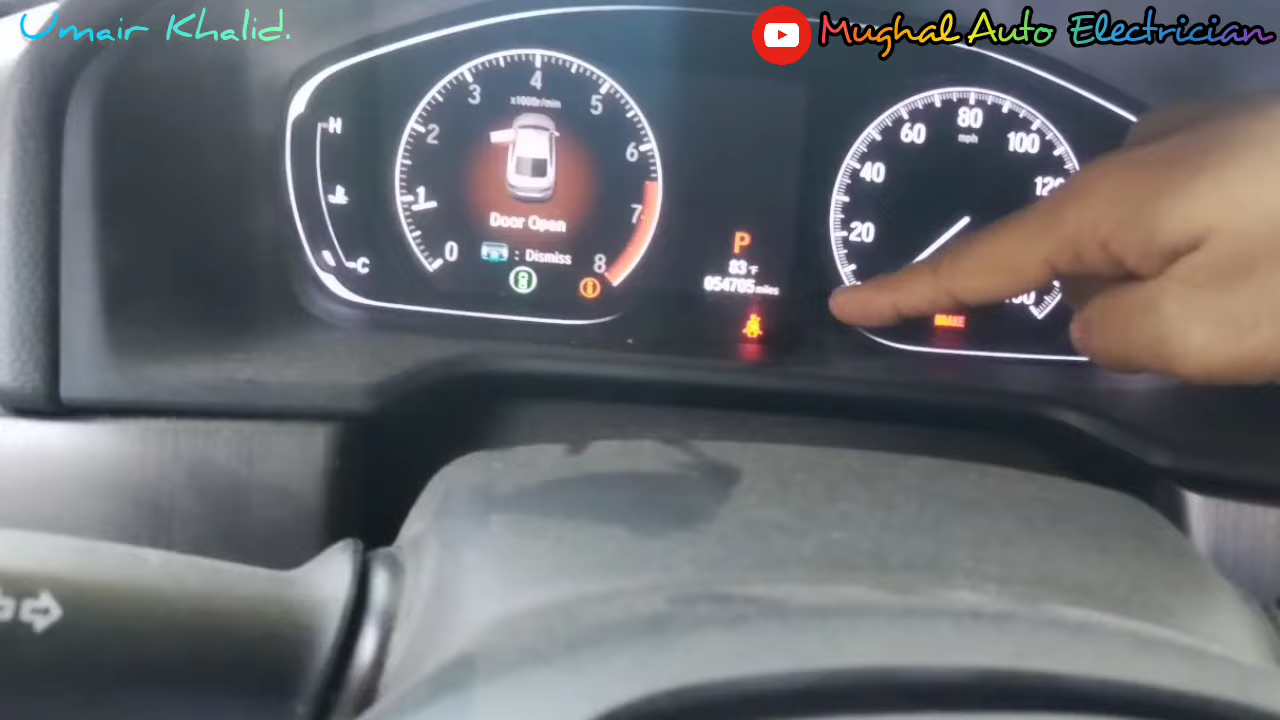 Umair Khalid.
Mughal Auto Electrician
H
C
0
1
2
3
4
5
6
7
8
x1000r/min
Door Open
: Dismiss
P
83°F
054705 miles
20
40
60
80
100
mph
BRAKE